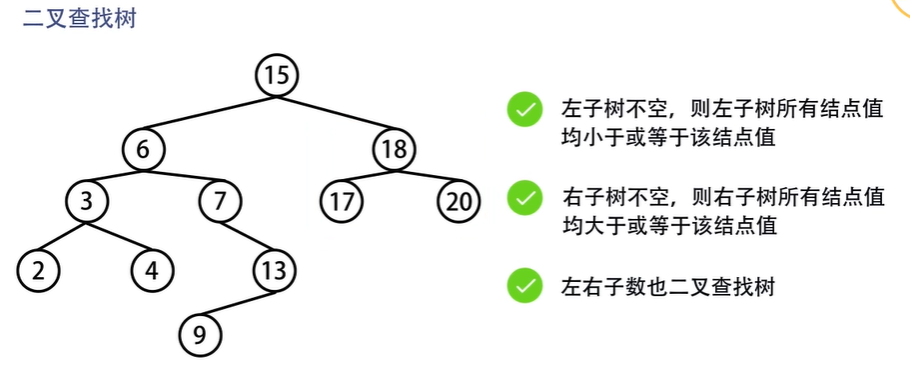 二叉查找树
15
6
18
3
7
17
20
2
4
13
9
左子树不空，则左子树所有结点值
均小于或等于该结点值
右子树不空，则右子树所有结点值
均大于或等于该结点值
左右子数也二叉查找树